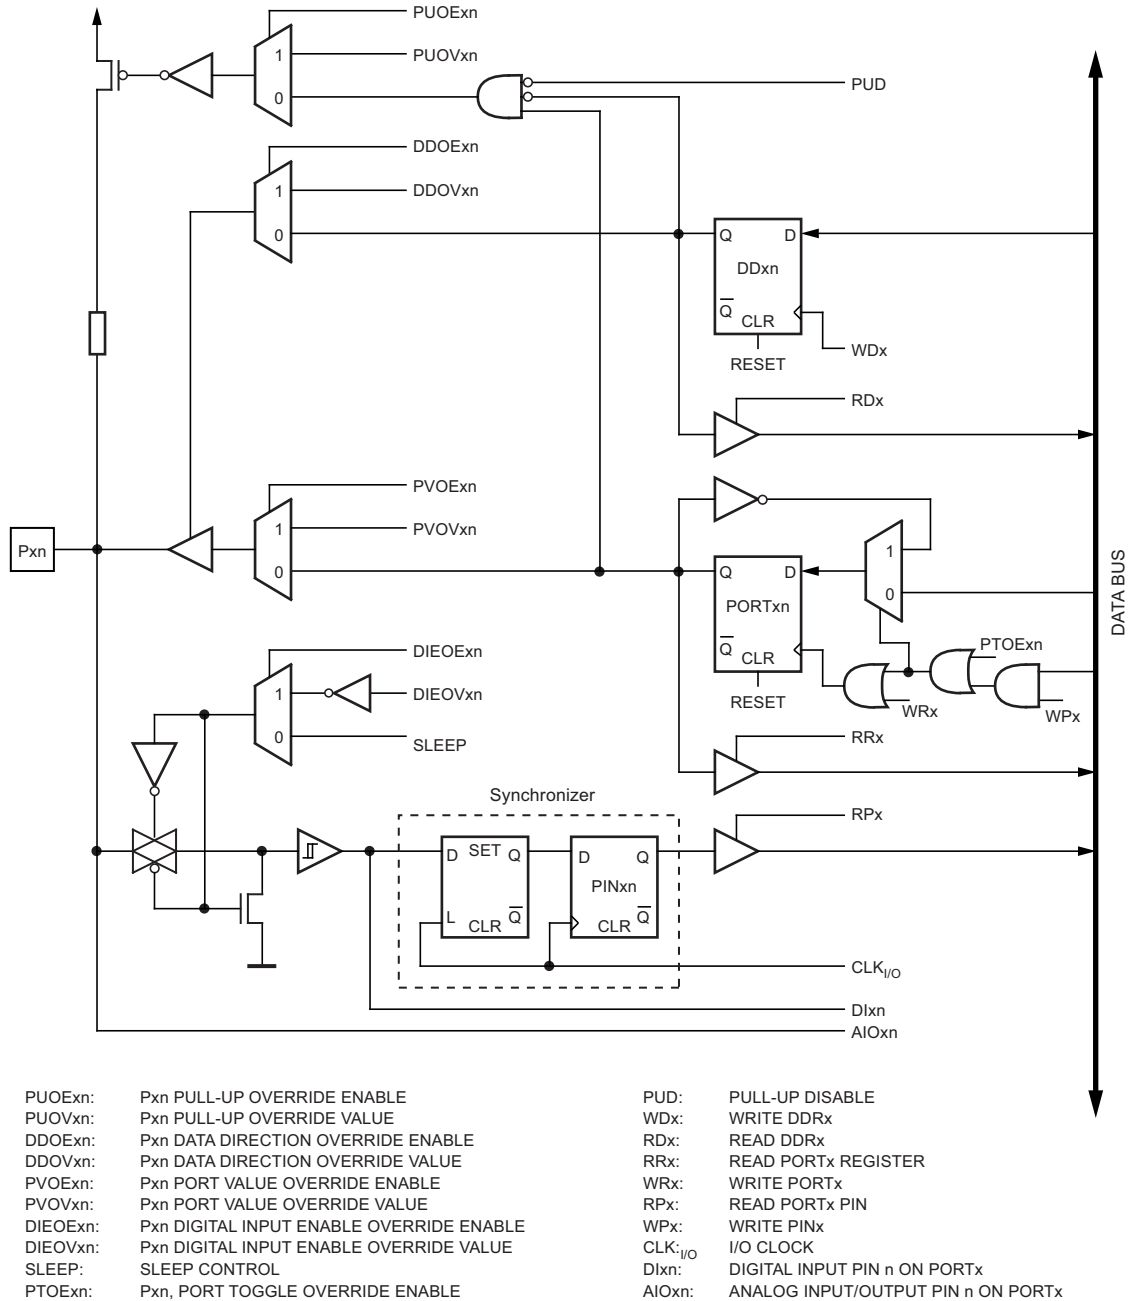 PUOExn
PUOVxn
1
0
PUD
DDOExn
DDOVxn
1
0
Q D
DDxn
Q
CLR
RESET
WDx
RDx
PVOExn
PVOVxn
1
0
Pxn
Q D
PORTxn
Q
CLR
RESET
1
0
PTOExn
WRx
WPx
DATA BUS
DIEOExn
DIEOVxn
SLEEP
1
0
RRx
Synchronizer
RPx
D SET Q
L CLR Q
D Q
PINxn
CLR Q
CLKI/O
DIxn
AIOxn
PUOExn: Pxn PULL-UP OVERRIDE ENABLE
PUOVxn: Pxn PULL-UP OVERRIDE VALUE
DDOExn: Pxn DATA DIRECTION OVERRIDE ENABLE
DDOVxn: Pxn DATA DIRECTION OVERRIDE VALUE
PVOExn: Pxn PORT VALUE OVERRIDE ENABLE
PVOVxn: Pxn PORT VALUE OVERRIDE VALUE
DIEOExn: Pxn DIGITAL INPUT ENABLE OVERRIDE ENABLE
DIEOVxn: Pxn DIGITAL INPUT ENABLE OVERRIDE VALUE
SLEEP: SLEEP CONTROL
PTOExn: Pxn, PORT TOGGLE OVERRIDE ENABLE
PUD: PULL-UP DISABLE
WDx: WRITE DDRx
RDx: READ DDRx
RRx: READ PORTx REGISTER
WRx: WRITE PORTx
RPx: READ PORTx PIN
WPx: WRITE PINx
CLK:I/O I/O CLOCK
DIxn: DIGITAL INPUT PIN n ON PORTx
AIOxn: ANALOG INPUT/OUTPUT PIN n ON PORTx